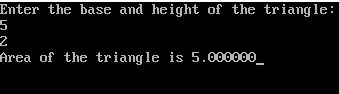 Enter the base and height of the triangle:
5
2
Area of the triangle is 5.000000_